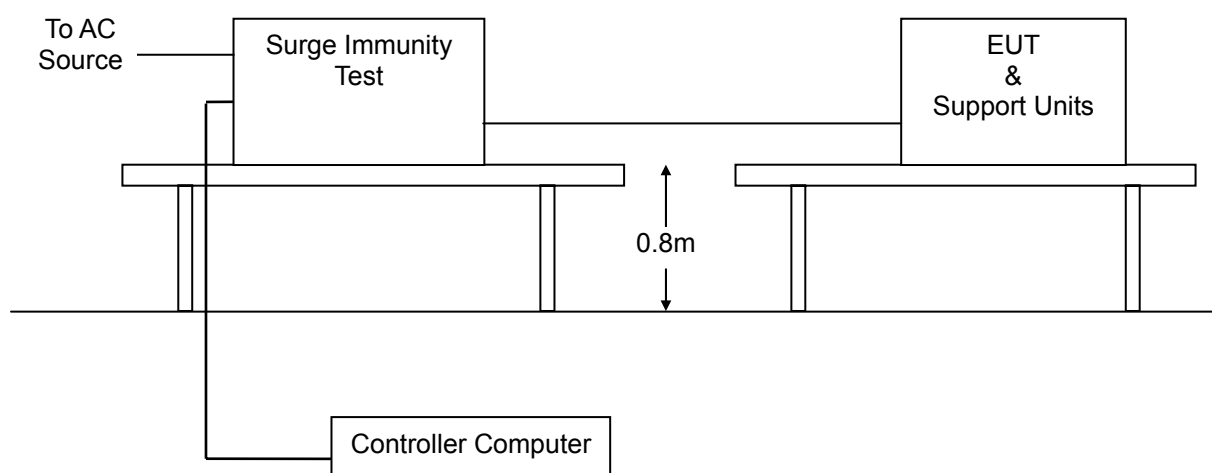 To AC
Source
Surge Immunity
Test
EUT
&
Support Units
0.8m
Controller Computer